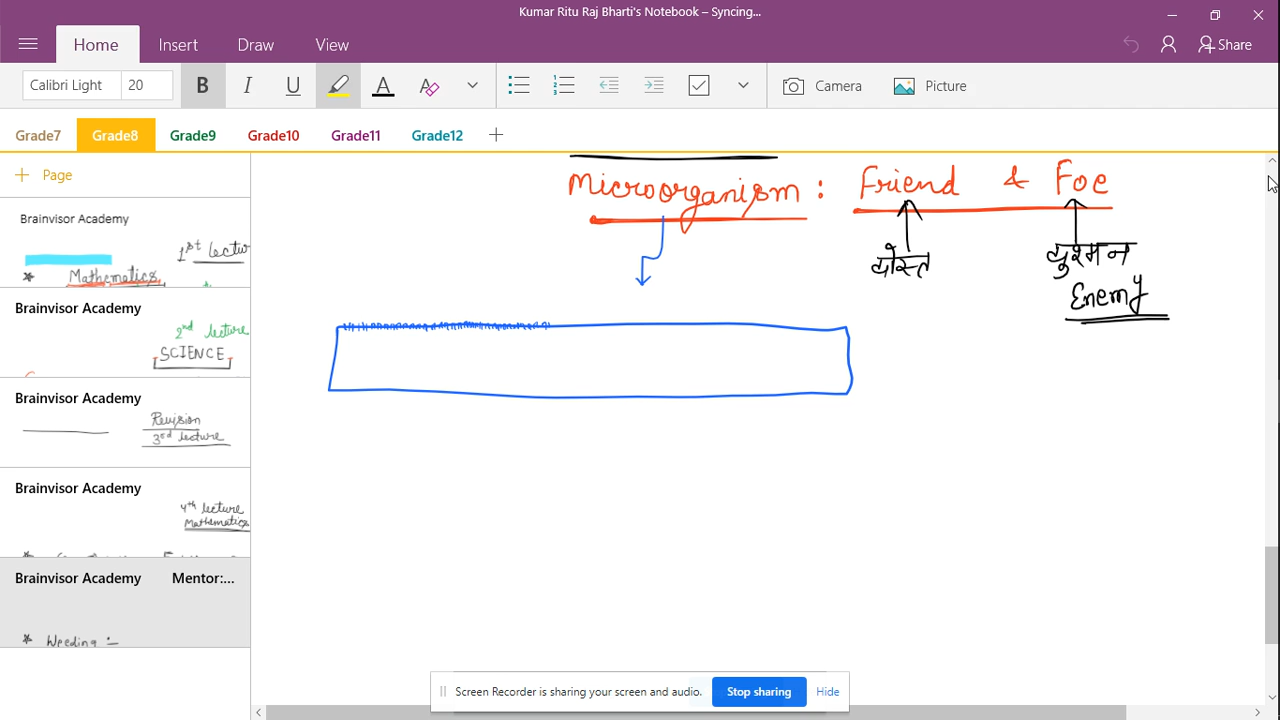 Kumar Ritu Raj Bharti's Notebook – Syncing...
Home Insert Draw View Share
Calibri Light 20 B I U A Camera Picture
Grade7 Grade8 Grade9 Grade10 Grade11 Grade12
Page
Brainvisor Academy
1st lectur
Mathematics
Brainvisor Academy
2nd lecture
SCIENCE
Brainvisor Academy
Revision
3rd lecture
Brainvisor Academy
4th lecture
Mathematics
Brainvisor Academy Mentor:...
* Weeding :-
Microorganism : Friend & Foe
दोस्त दुश्मन
Enemy
Screen Recorder is sharing your screen and audio. Stop sharing Hide